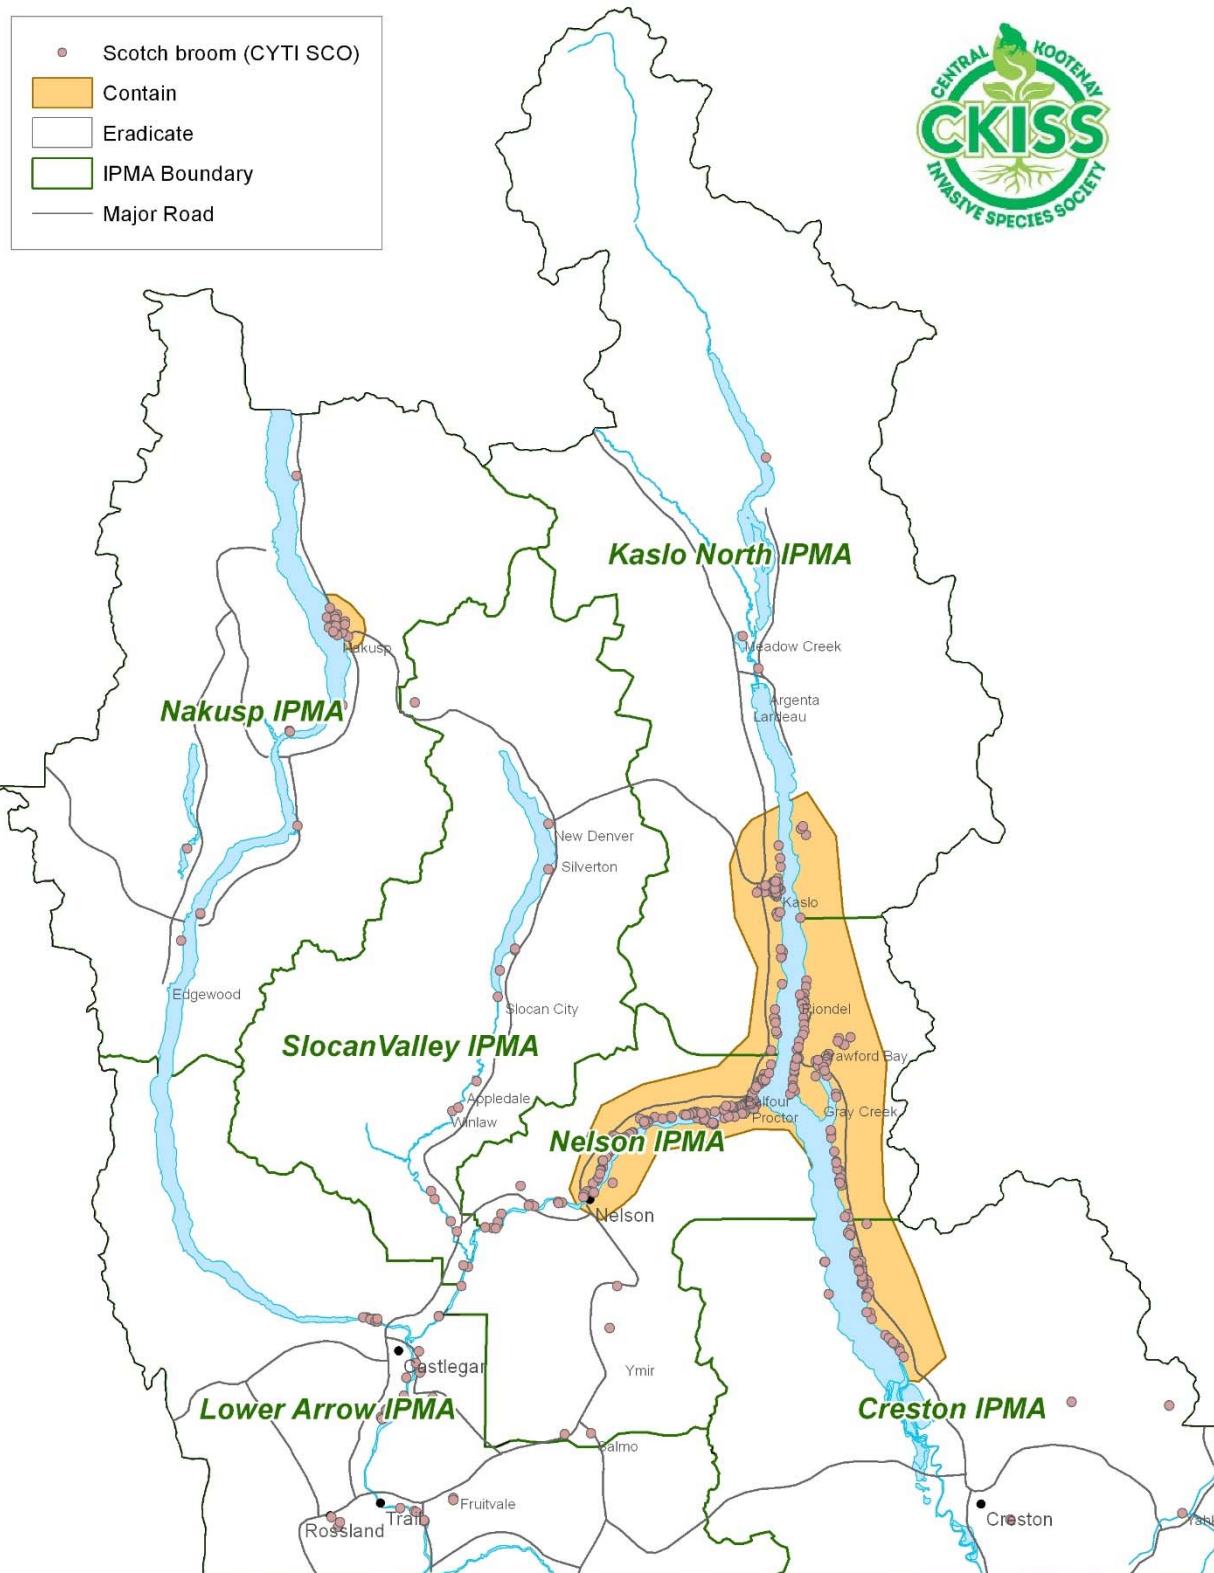 Scotch broom (CYTI SCO)
Contain
Eradicate
IPMA Boundary
Major Road
CENTRAL KOOTENAY
CKISS
INVASIVE SPECIES SOCIETY
Kaslo North IPMA
Meadow Creek
Nakusp
Argenta
Lardeau
Nakusp IPMA
New Denver
Silverton
Kaslo
Edgewood
Slocan City
Riondel
SlocanValley IPMA
Crawford Bay
Appledale
Winlaw
Balfour
Proctor
Gray Creek
Nelson IPMA
Nelson
Castlegar
Ymir
Lower Arrow IPMA
Creston IPMA
Salmo
Fruitvale
Rossland
Trail
Creston